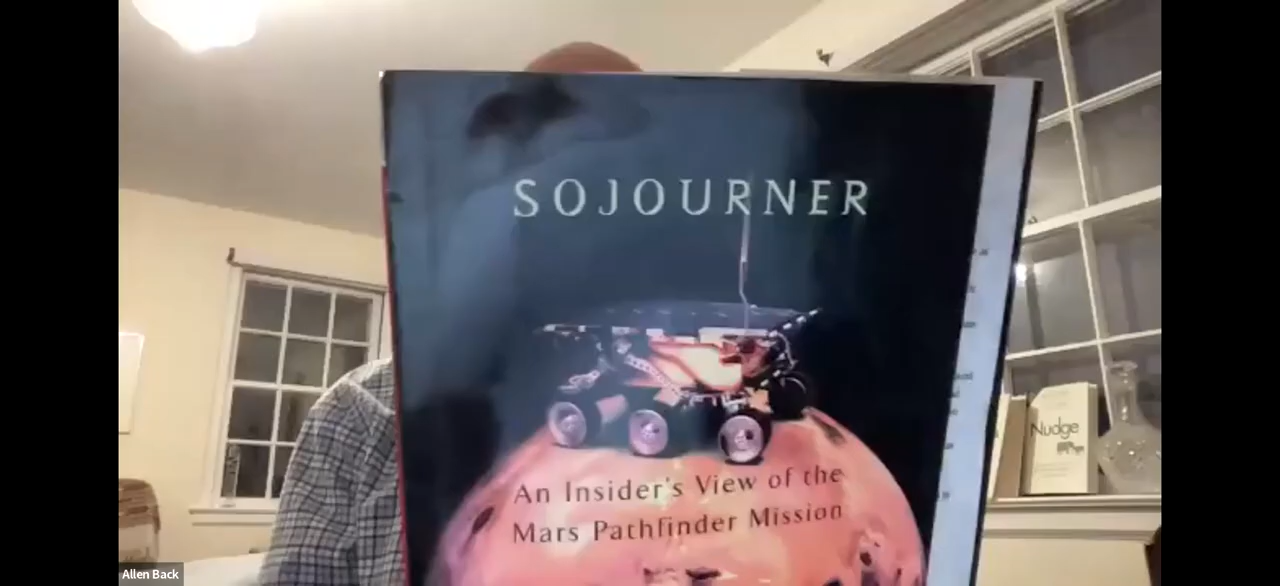 SOJOURNER
An Insider's View of the
Mars Pathfinder Mission
Nudge
Allen Back